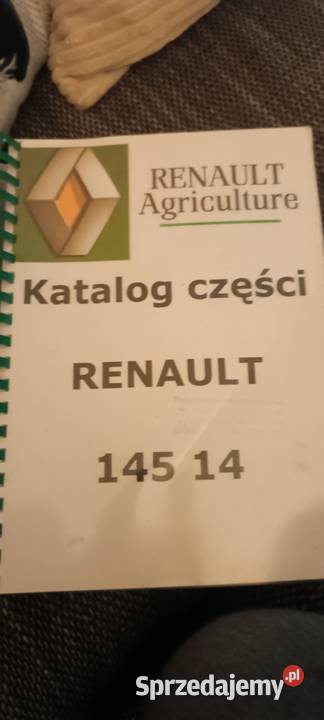 RENAULT
Agriculture
Katalog części
RENAULT
145 14
Sprzedajemy.pl